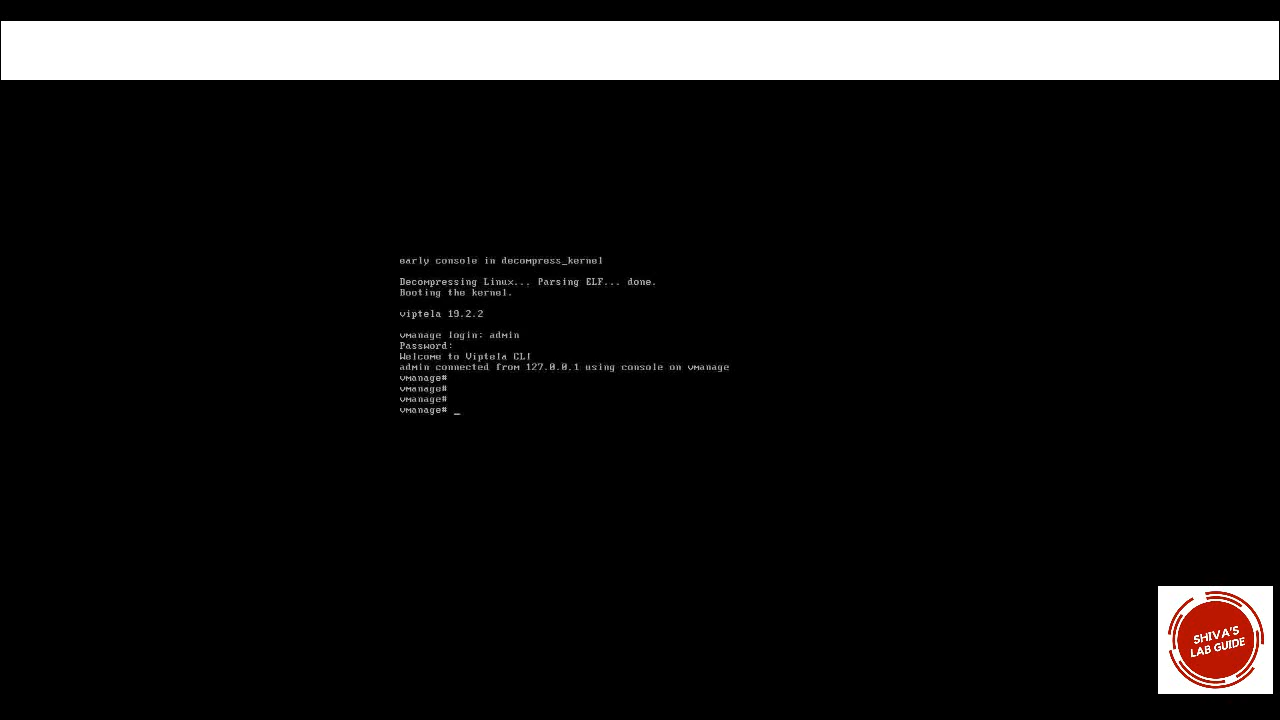 early console in decompress_kernel
Decompressing Linux... Parsing ELF... done.
Booting the kernel.
viptela 19.2.2
vmanage login: admin
Password:
Welcome to Viptela CLI
admin connected from 127.0.0.1 using console on vmanage
vmanage#
vmanage#
vmanage#
vmanage# _
SHIVA'S
LAB GUIDE